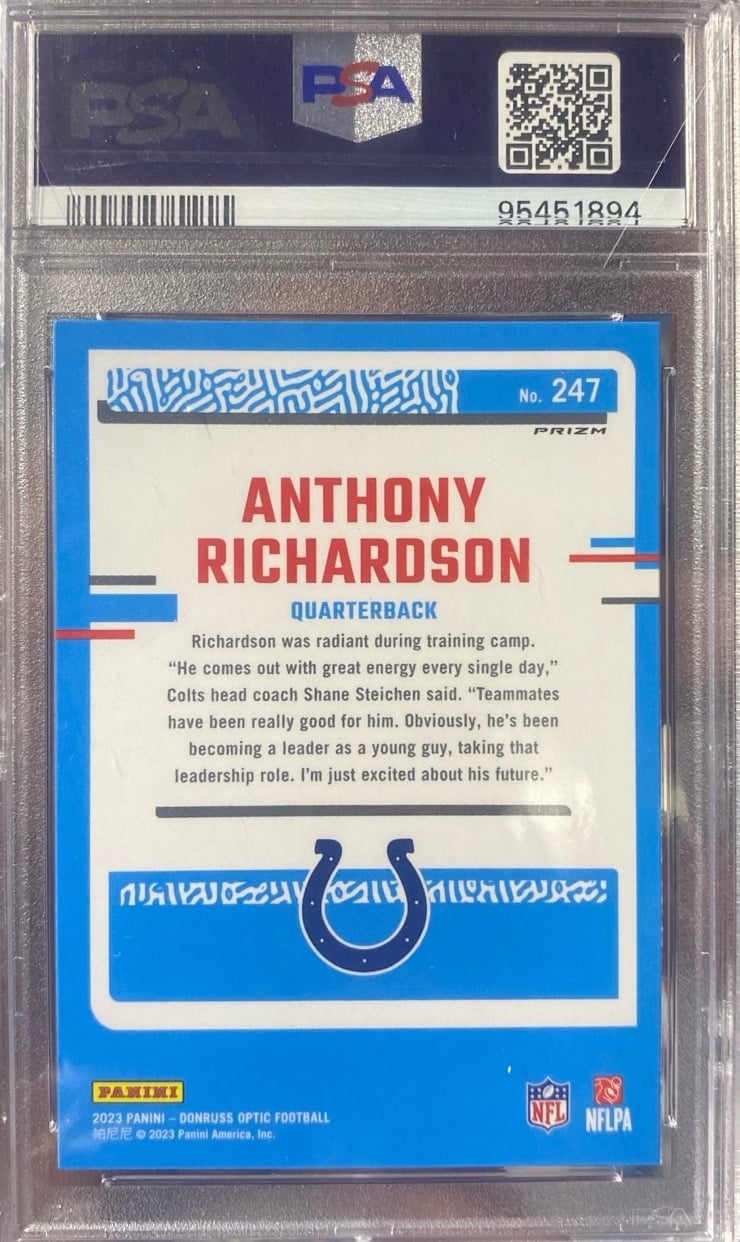 PSA
PSA
95451894
No. 247
PRIZM
ANTHONY
RICHARDSON
QUARTERBACK
Richardson was radiant during training camp.
“He comes out with great energy every single day,”
Colts head coach Shane Steichen said. “Teammates
have been really good for him. Obviously, he’s been
becoming a leader as a young guy, taking that
leadership role. I’m just excited about his future.”
PANINI
2023 PANINI – DONRUSS OPTIC FOOTBALL
帕尼尼 © 2023 Panini America, Inc.
NFL
NFLPA
PSA